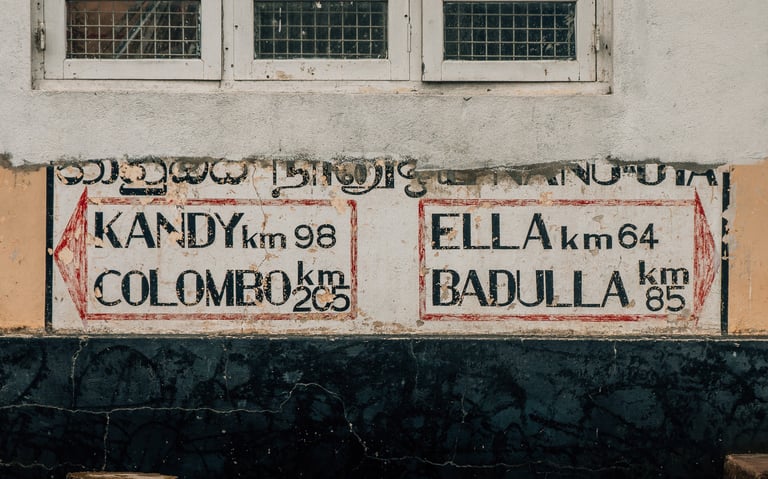 KANDY km 98
COLOMBO km 205
ELLA km 64
BADULLA km 85